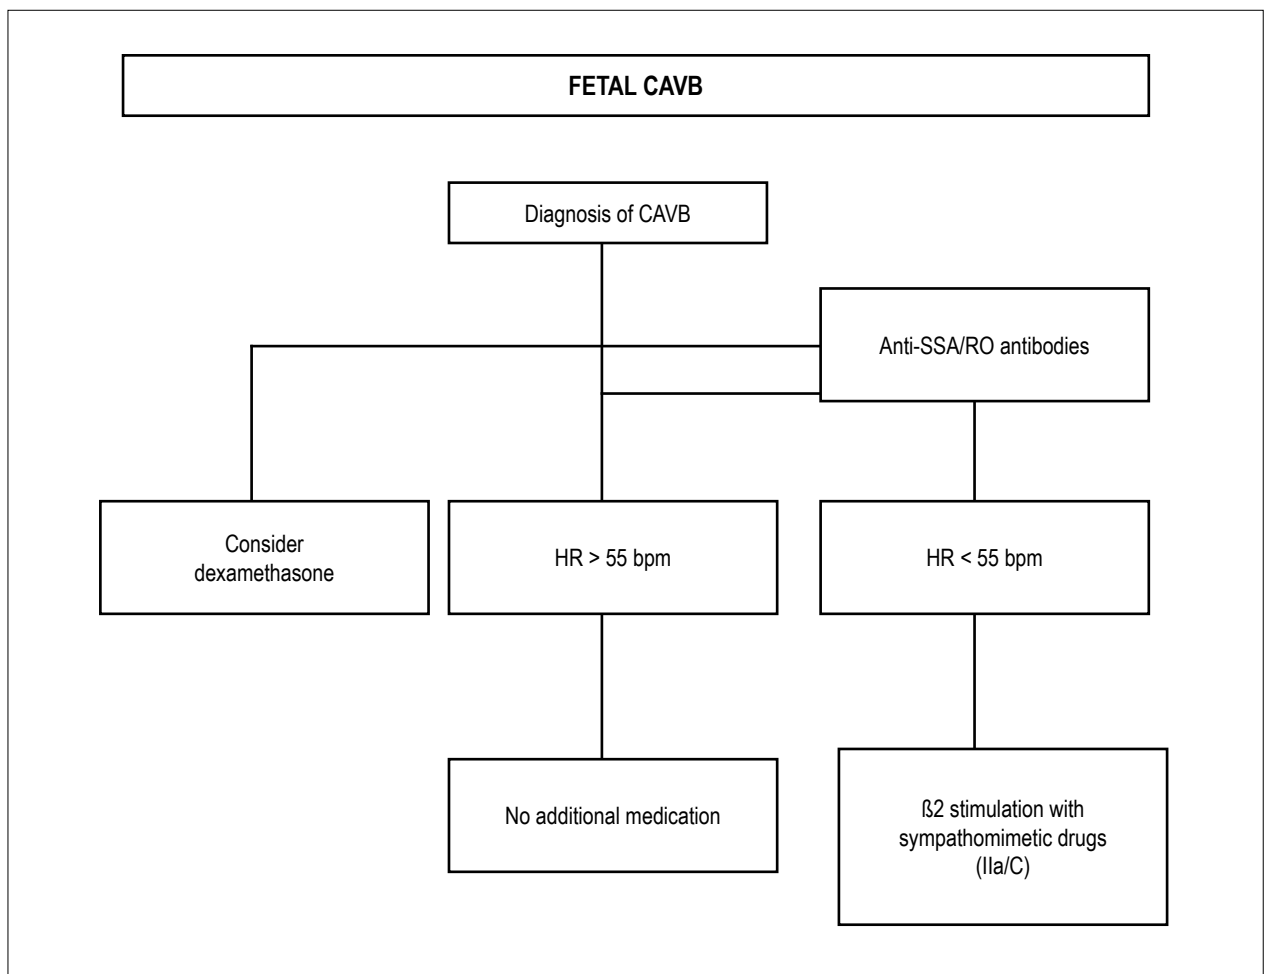 FETAL CAVB
Diagnosis of CAVB
Anti-SSA/RO antibodies
Consider
dexamethasone
HR > 55 bpm
HR < 55 bpm
No additional medication
ß2 stimulation with
sympathomimetic drugs
(IIa/C)